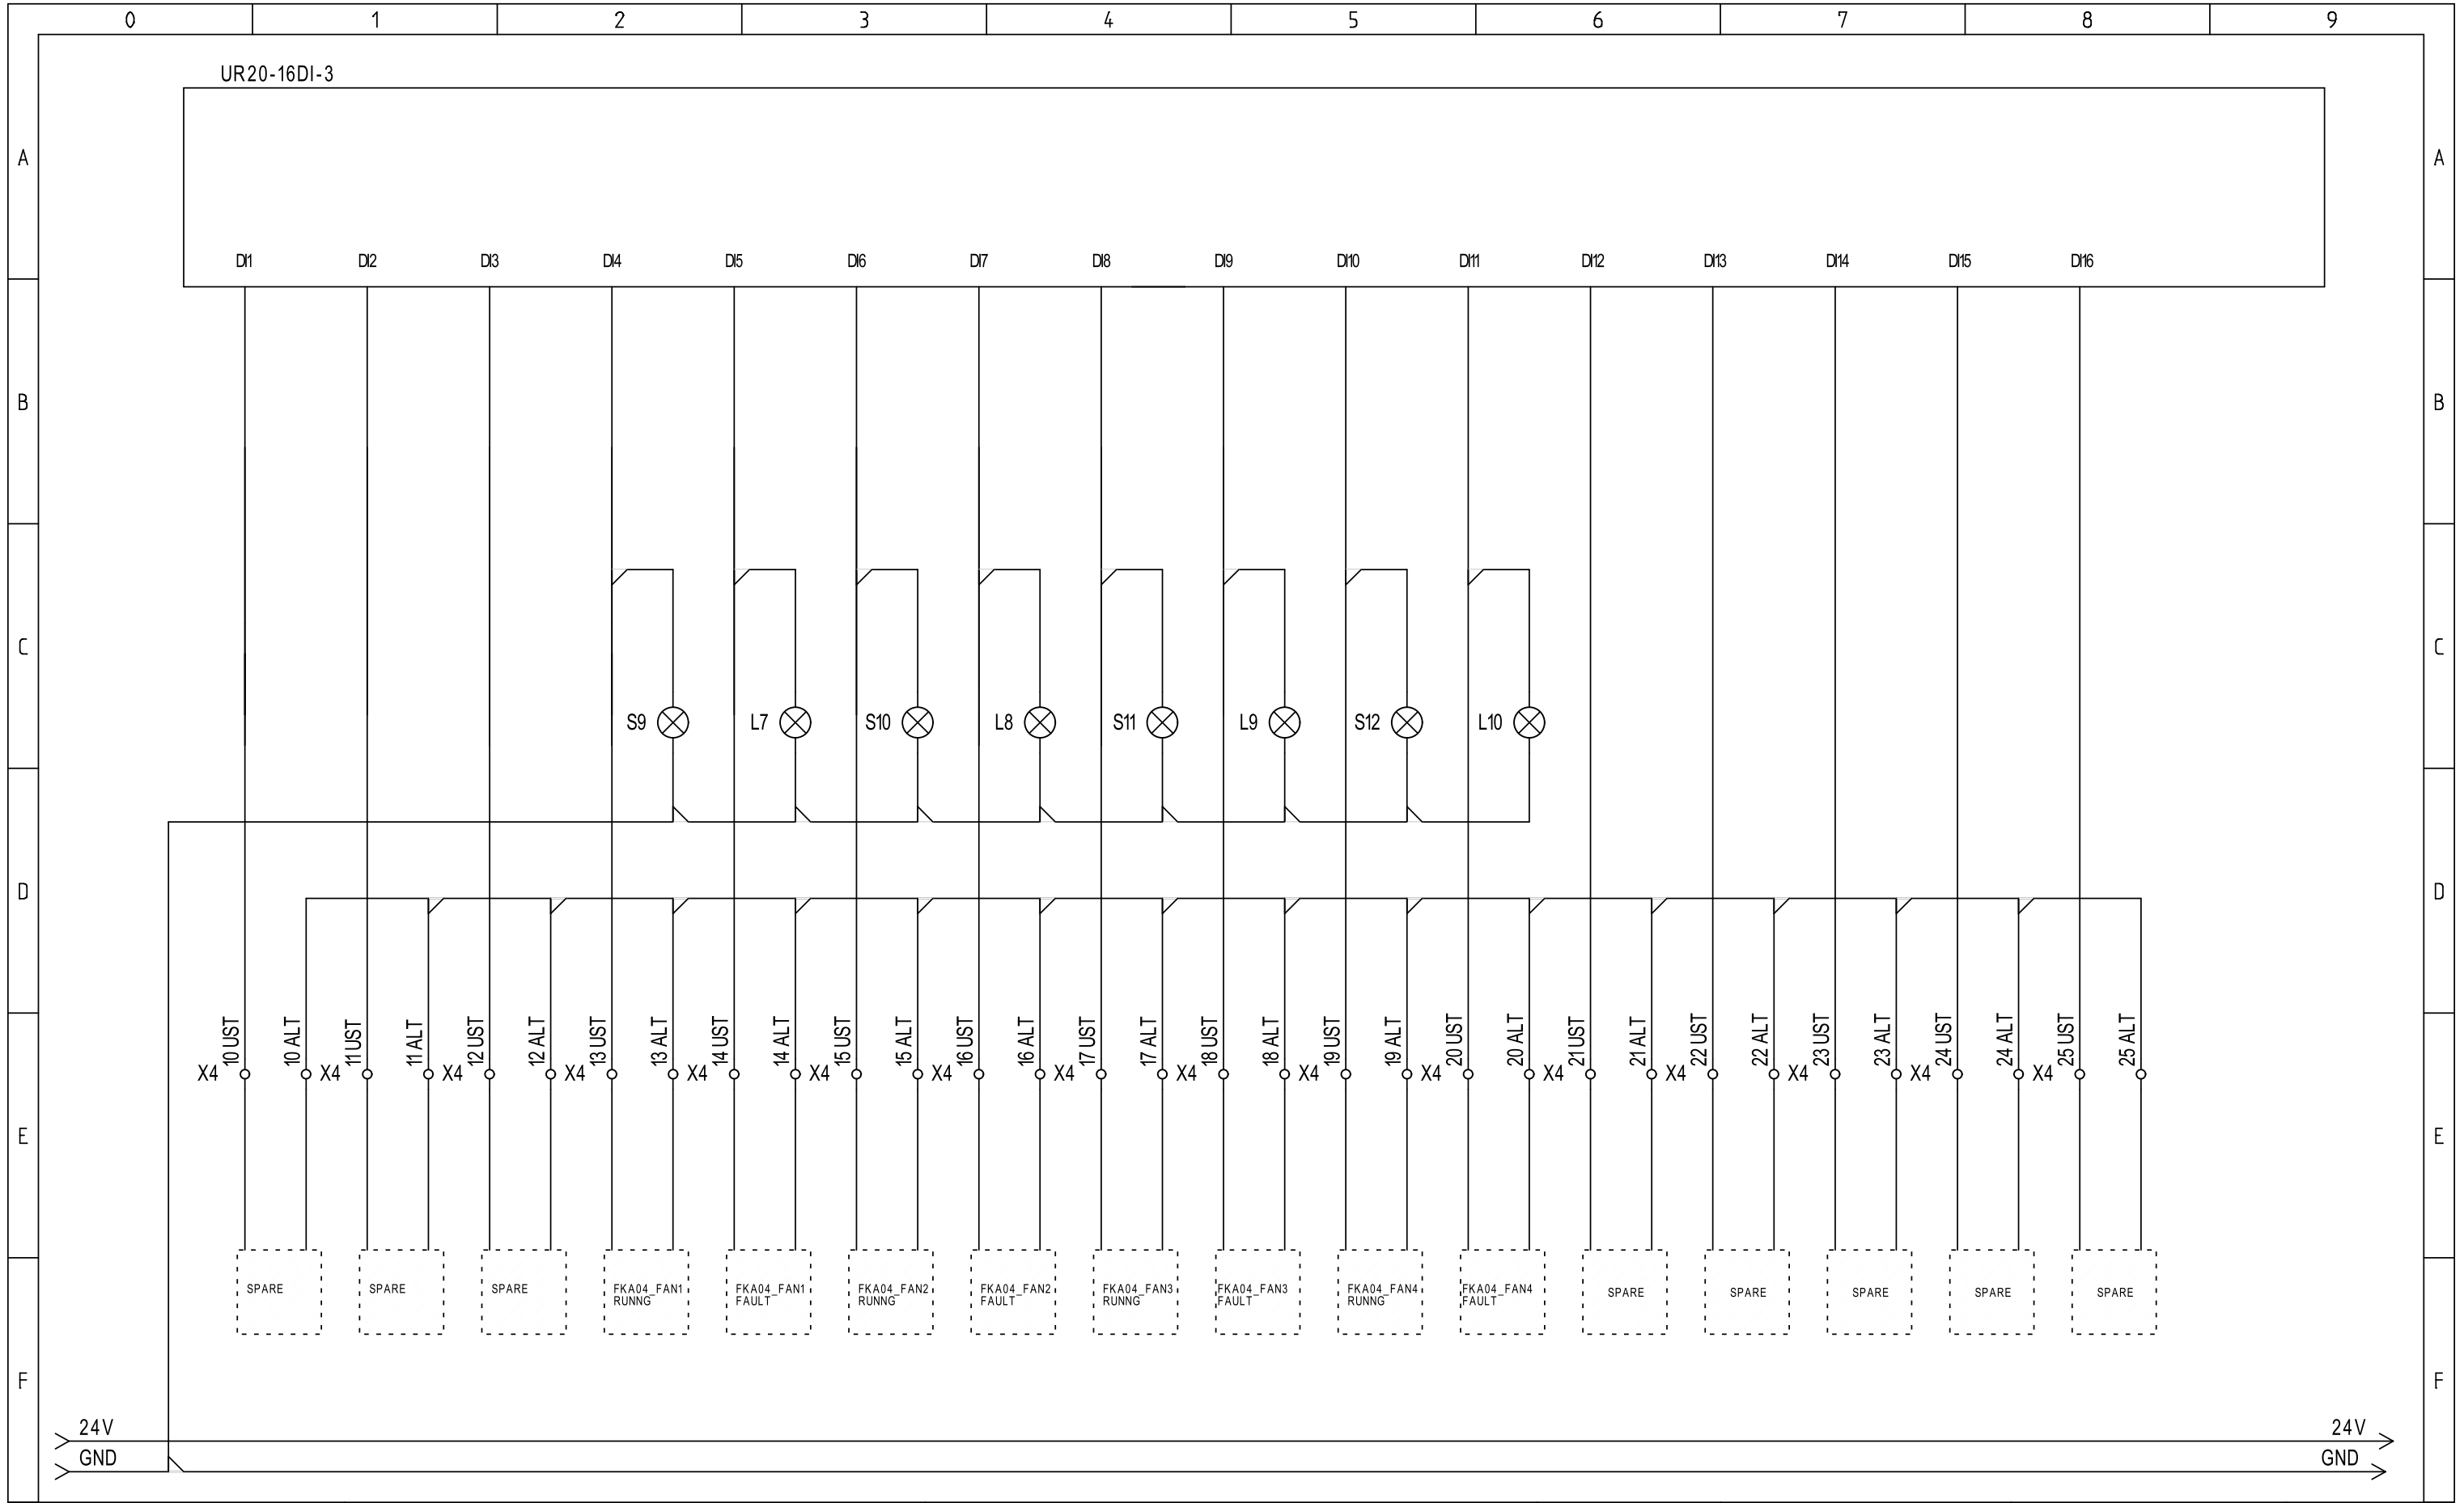 0 1 2 3 4 5 6 7 8 9
UR20-16DI-3
A A
DI1 DI2 DI3 DI4 DI5 DI6 DI7 DI8 DI9 DI10 DI11 DI12 DI13 DI14 DI15 DI16
B B
C C
S9 L7 S10 L8 S11 L9 S12 L10
D D
10 UST 10 ALT 11 UST 11 ALT 12 UST 12 ALT 13 UST 13 ALT 14 UST 14 ALT 15 UST 15 ALT 16 UST 16 ALT 17 UST 17 ALT 18 UST 18 ALT 19 UST 19 ALT 20 UST 20 ALT 21 UST 21 ALT 22 UST 22 ALT 23 UST 23 ALT 24 UST 24 ALT 25 UST 25 ALT
X4 X4 X4 X4 X4 X4 X4 X4 X4 X4 X4 X4 X4 X4 X4 X4
E E
SPARE
SPARE
SPARE
FKA04_FAN1
RUNNG
FKA04_FAN1
FAULT
FKA04_FAN2
RUNNG
FKA04_FAN2
FAULT
FKA04_FAN3
RUNNG
FKA04_FAN3
FAULT
FKA04_FAN4
RUNNG
FKA04_FAN4
FAULT
SPARE
SPARE
SPARE
SPARE
SPARE
F F
24V 24V
GND GND